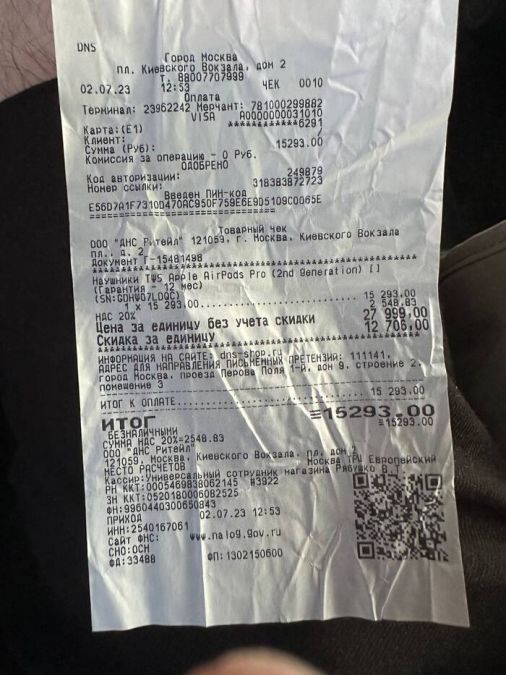 DNS
Город Москва
пл. Киевского Вокзала, дом 2
Т. 88007707999
02.07.23 12:53 ЧЕК 0010
Оплата
Терминал: 23962242 Мерчант: 781000299882
VISA A0000000031010
Карта:(E1) ************6291
Клиент: /
Сумма (Руб): 15293.00
Комиссия за операцию - 0 Руб.
ОДОБРЕНО
Код авторизации: 249879
Номер ссылки: 318383872723
Введен ПИН-код
E56D7A1F7310D470AC950F759E6E9D5109C0065E
Товарный чек
ООО "ДНС Ритейл" 121059, г. Москва, Киевского Вокзала
пл., д. 2
Документ Г-15481498
Наушники TWS Apple AirPods Pro (2nd Generation) []
(Гарантия - 12 мес)
(SN:GDHW07LDQC)
1 x 15 293.00 15 293.00
НДС 20% 2 548.83
Цена за единицу без учета скидки 27 999.00
Скидка за единицу 12 706.00
ИНФОРМАЦИЯ НА САЙТЕ: dns-shop.ru
АДРЕС ДЛЯ НАПРАВЛЕНИЯ ПИСЬМЕННЫХ ПРЕТЕНЗИЙ: 111141,
город Москва, проезд Перова Поля 1-й, дом 9, строение 2,
помещение 3
ИТОГ К ОПЛАТЕ 15 293.00
ИТОГ =15293.00
БЕЗНАЛИЧНЫМИ =15293.00
СУММА НДС 20%=2548.83
ООО "ДНС Ритейл"
121059, Москва, Киевского Вокзала, пл, дом 2
МЕСТО РАСЧЕТОВ Москва ТРЦ Европейский
Кассир:Универсальный сотрудник магазина Рябушко В.Т.
РН ККТ:0005469838062145 #3922
ЗН ККТ:0520180006082525
ФН:9960440300650843
ПРИХОД 02.07.23 12:53
ИНН:2540167061
Сайт ФНС: www.nalog.gov.ru
СНО:ОСН
ФД:33488 ФП:1302150600